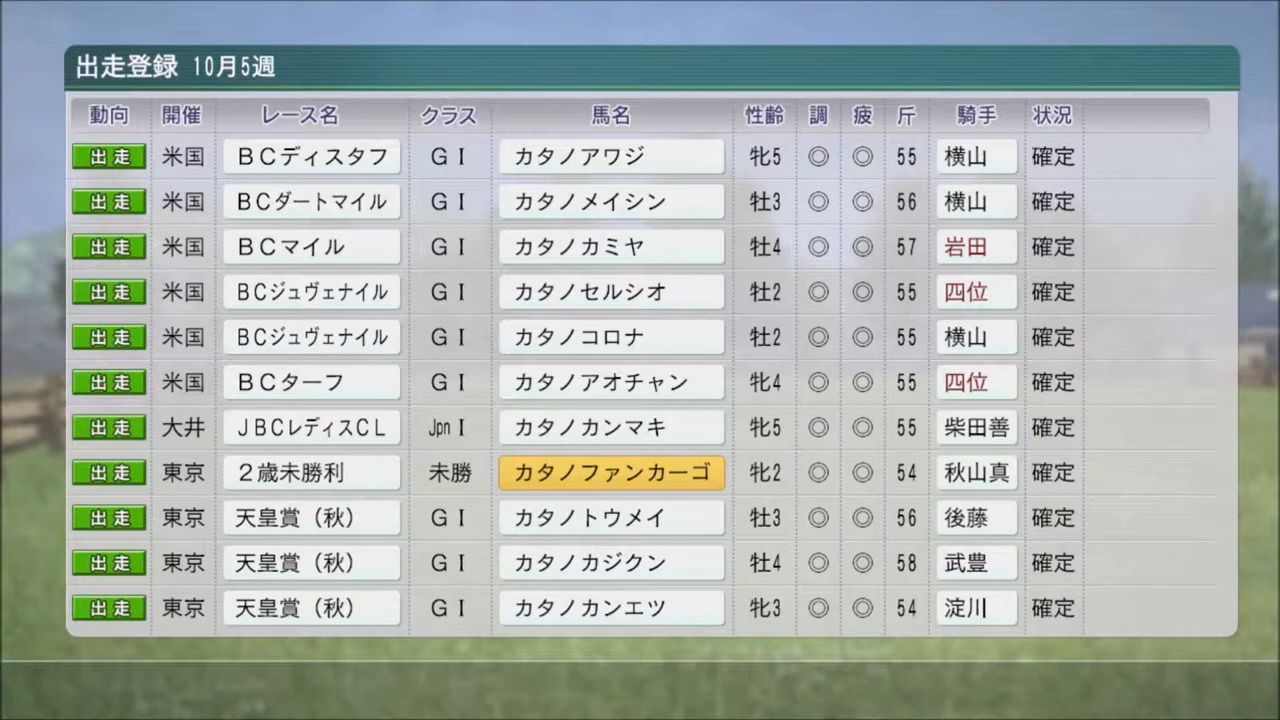 出走登録 10月5週
動向 開催 レース名 クラス 馬名 性齢 調 疲 斤 騎手 状況
出走 米国 ＢＣディスタフ ＧⅠ カタノアワジ 牝5 ◎ ◎ 55 横山 確定
出走 米国 ＢＣダートマイル ＧⅠ カタノメイシン 牡3 ◎ ◎ 56 横山 確定
出走 米国 ＢＣマイル ＧⅠ カタノカミヤ 牡4 ◎ ◎ 57 岩田 確定
出走 米国 ＢＣジュヴェナイル ＧⅠ カタノセルシオ 牡2 ◎ ◎ 55 四位 確定
出走 米国 ＢＣジュヴェナイル ＧⅠ カタノコロナ 牡2 ◎ ◎ 55 横山 確定
出走 米国 ＢＣターフ ＧⅠ カタノアオチャン 牝4 ◎ ◎ 55 四位 確定
出走 大井 ＪＢＣレディスＣＬ JpnⅠ カタノカンマキ 牝5 ◎ ◎ 55 柴田善 確定
出走 東京 ２歳未勝利 未勝 カタノファンカーゴ 牝2 ◎ ◎ 54 秋山真 確定
出走 東京 天皇賞（秋） ＧⅠ カタノトウメイ 牡3 ◎ ◎ 56 後藤 確定
出走 東京 天皇賞（秋） ＧⅠ カタノカジクン 牡4 ◎ ◎ 58 武豊 確定
出走 東京 天皇賞（秋） ＧⅠ カタノカンエツ 牝3 ◎ ◎ 54 淀川 確定